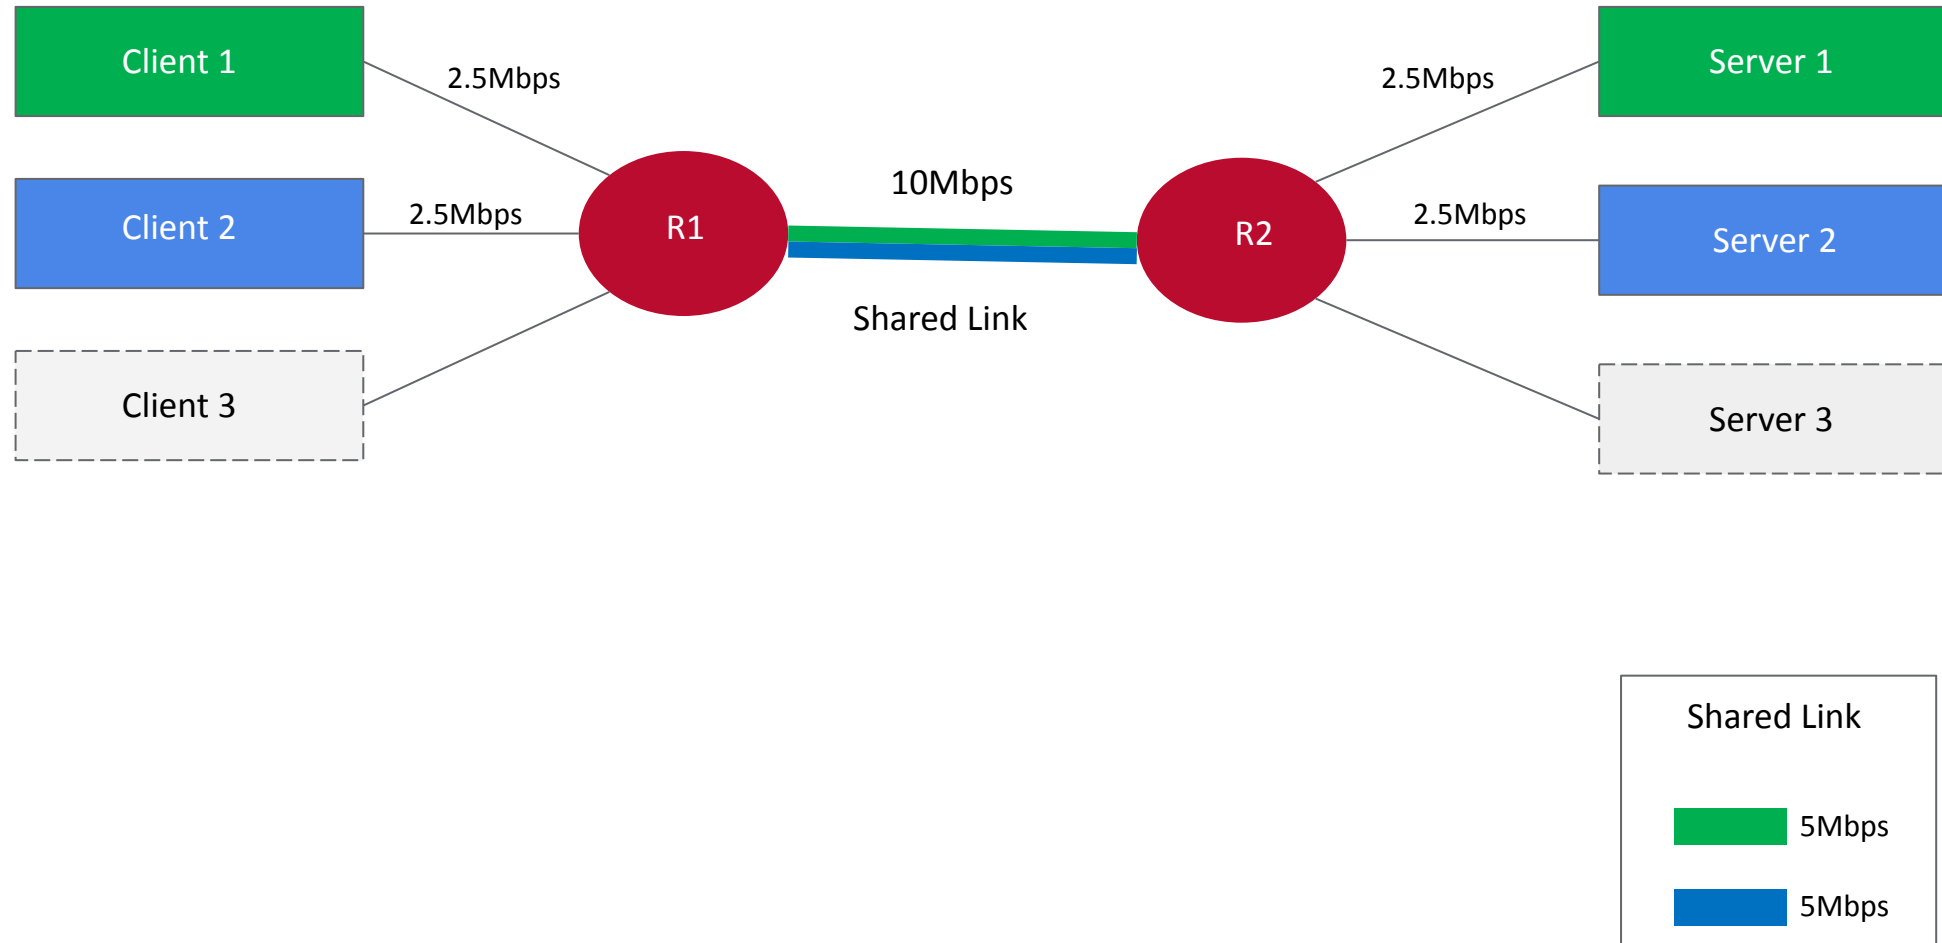 Client 1
2.5Mbps
2.5Mbps
Server 1
Client 2
2.5Mbps
R1
10Mbps
R2
2.5Mbps
Server 2
Shared Link
Client 3
Server 3
Shared Link
5Mbps
5Mbps